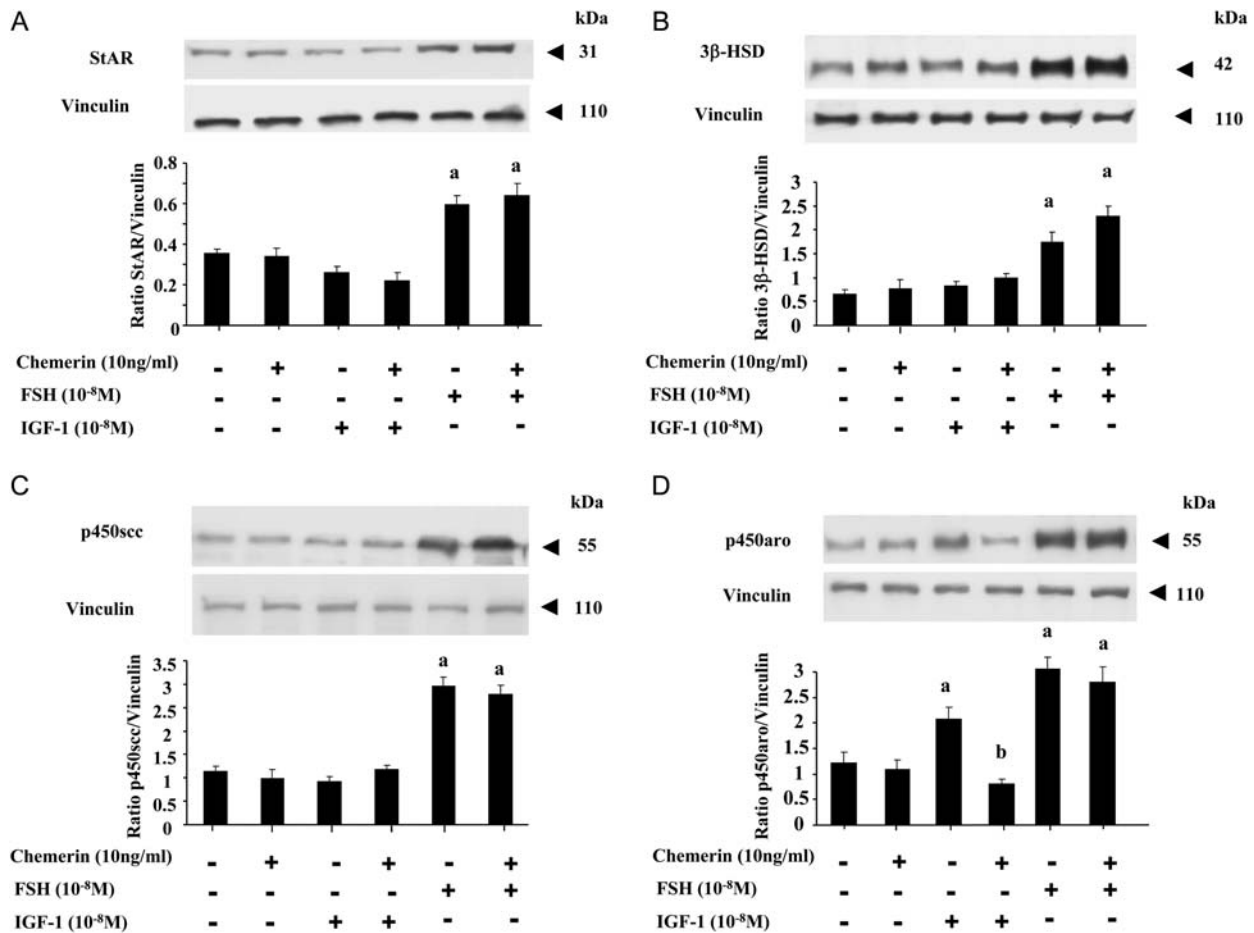 A
kDa
StAR
31
Vinculin
110
Ratio StAR/Vinculin
0.8
0.6
0.4
0.2
0
a a
Chemerin (10ng/ml) - + - + - +
FSH (10-8M) - - - - + +
IGF-1 (10-8M) - - + + - -
B
kDa
3β-HSD
42
Vinculin
110
Ratio 3β-HSD/Vinculin
3
2.5
2
1.5
1
0.5
0
a a
Chemerin (10ng/ml) - + - + - +
FSH (10-8M) - - - - + +
IGF-1 (10-8M) - - + + - -
C
kDa
p450scc
55
Vinculin
110
Ratio p450scc/Vinculin
3.5
3
2.5
2
1.5
1
0.5
0
a a
Chemerin (10ng/ml) - + - + - +
FSH (10-8M) - - - - + +
IGF-1 (10-8M) - - + + - -
D
kDa
p450aro
55
Vinculin
110
Ratio p450aro/Vinculin
3
2.5
2
1.5
1
0.5
0
a b a a
Chemerin (10ng/ml) - + - + - +
FSH (10-8M) - - - - + +
IGF-1 (10-8M) - - + + - -